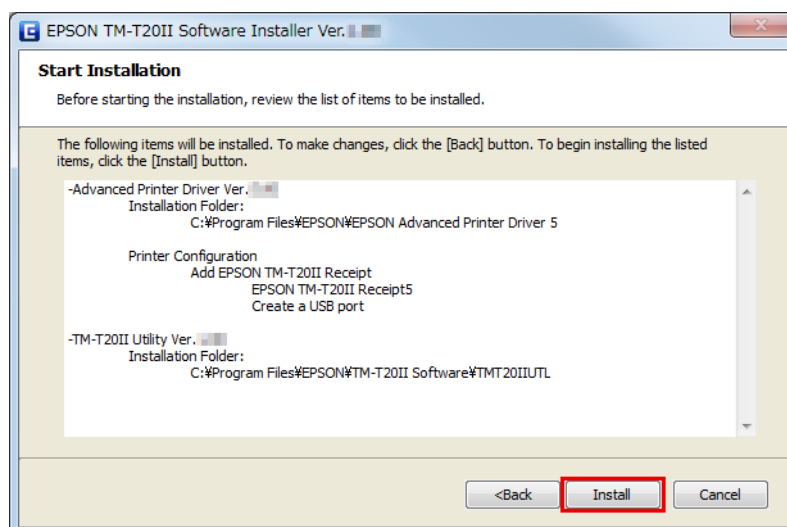 EPSON TM-T20II Software Installer Ver.
Start Installation
Before starting the installation, review the list of items to be installed.
The following items will be installed. To make changes, click the [Back] button. To begin installing the listed
items, click the [Install] button.
-Advanced Printer Driver Ver.
Installation Folder:
C:¥Program Files¥EPSON¥EPSON Advanced Printer Driver 5
Printer Configuration
Add EPSON TM-T20II Receipt
EPSON TM-T20II Receipt5
Create a USB port
-TM-T20II Utility Ver.
Installation Folder:
C:¥Program Files¥EPSON¥TM-T20II Software¥TMT20IIUTL
<Back
Install
Cancel